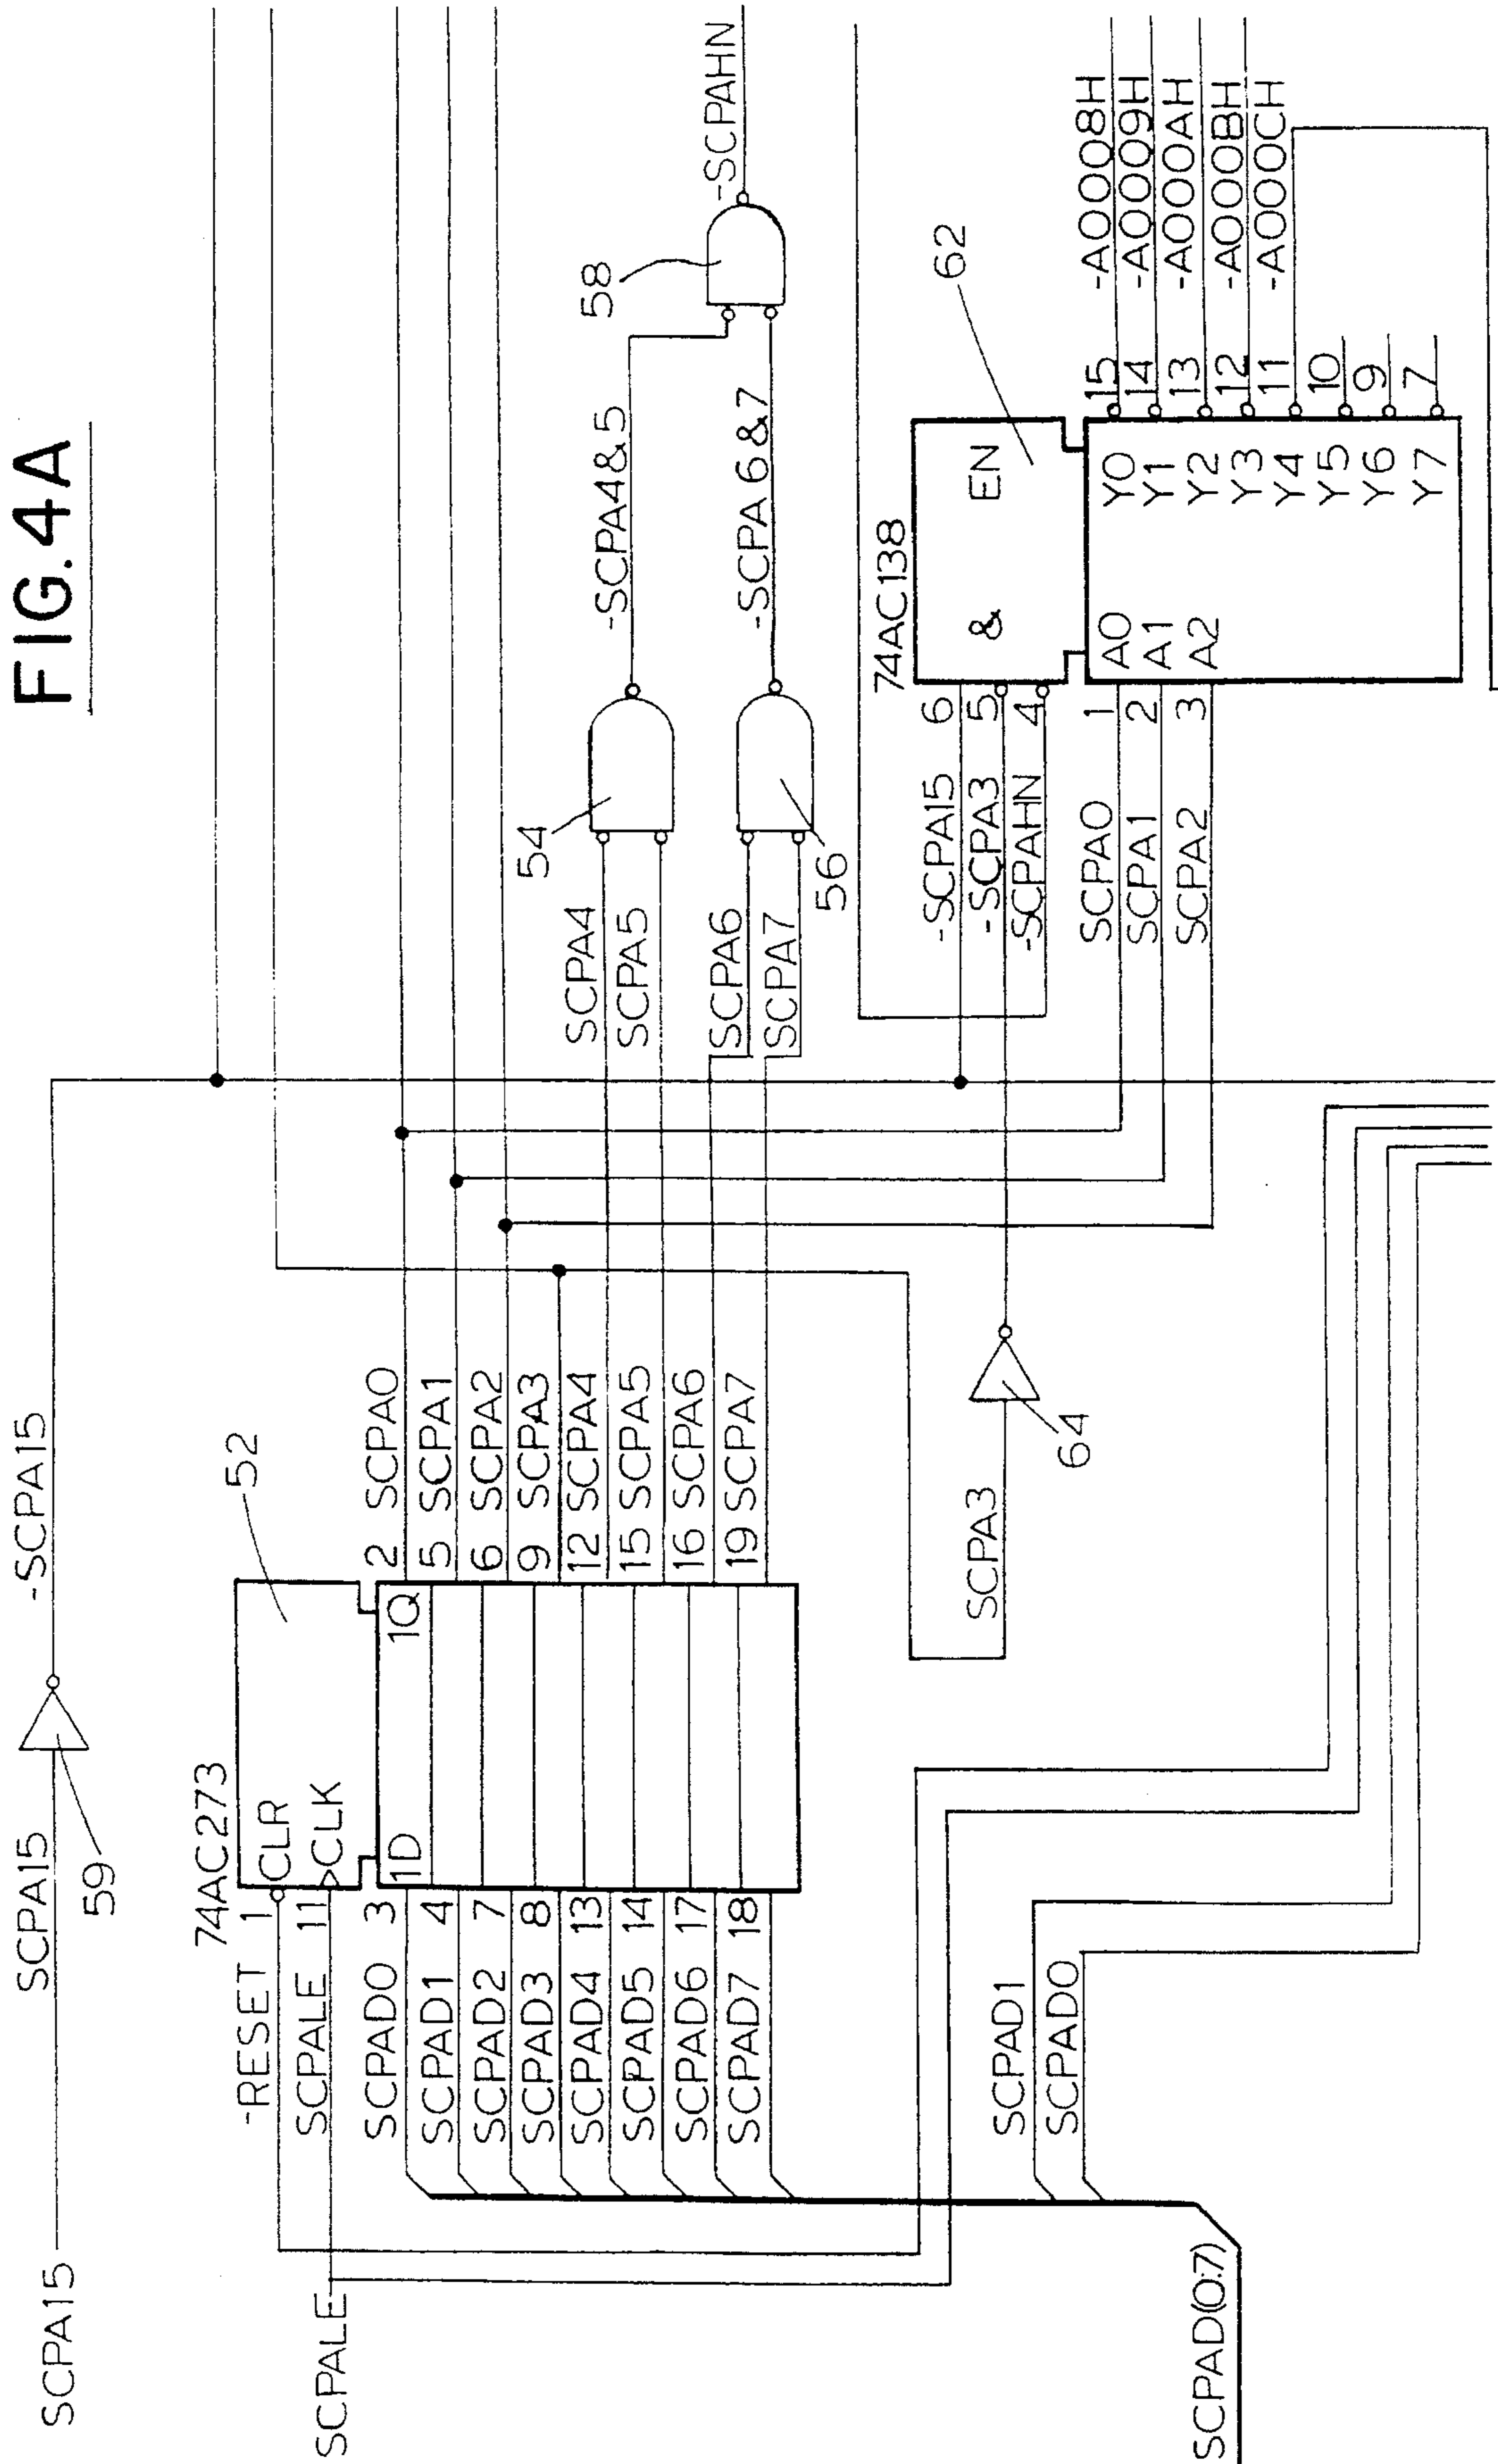 FIG. 4A
SCPA15
SCPA15
59
-SCPA15
74AC273
52
-RESET 1
CLR
SCPALE
SCPALE 11
CLK
1D
1Q
SCPAD0 3
SCPAD1 4
SCPAD2 7
SCPAD3 8
SCPAD4 13
SCPAD5 14
SCPAD6 17
SCPAD7 18
2 SCPA0
5 SCPA1
6 SCPA2
9 SCPA3
12 SCPA4
15 SCPA5
16 SCPA6
19 SCPA7
SCPA4
SCPA5
SCPA6
SCPA7
54
56
-SCPA4&5
-SCPA 6&7
58
-SCPAHN
SCPA3
64
74AC138
62
-SCPA15 6
-SCPA3 5
-SCPAHN 4
& EN
SCPA0 1
SCPA1 2
SCPA2 3
A0
A1
A2
Y0
Y1
Y2
Y3
Y4
Y5
Y6
Y7
15 -A0008H
14 -A0009H
13 -A000AH
12 -A000BH
11 -A000CH
10
9
7
SCPAD1
SCPAD0
SCPAD(0:7)